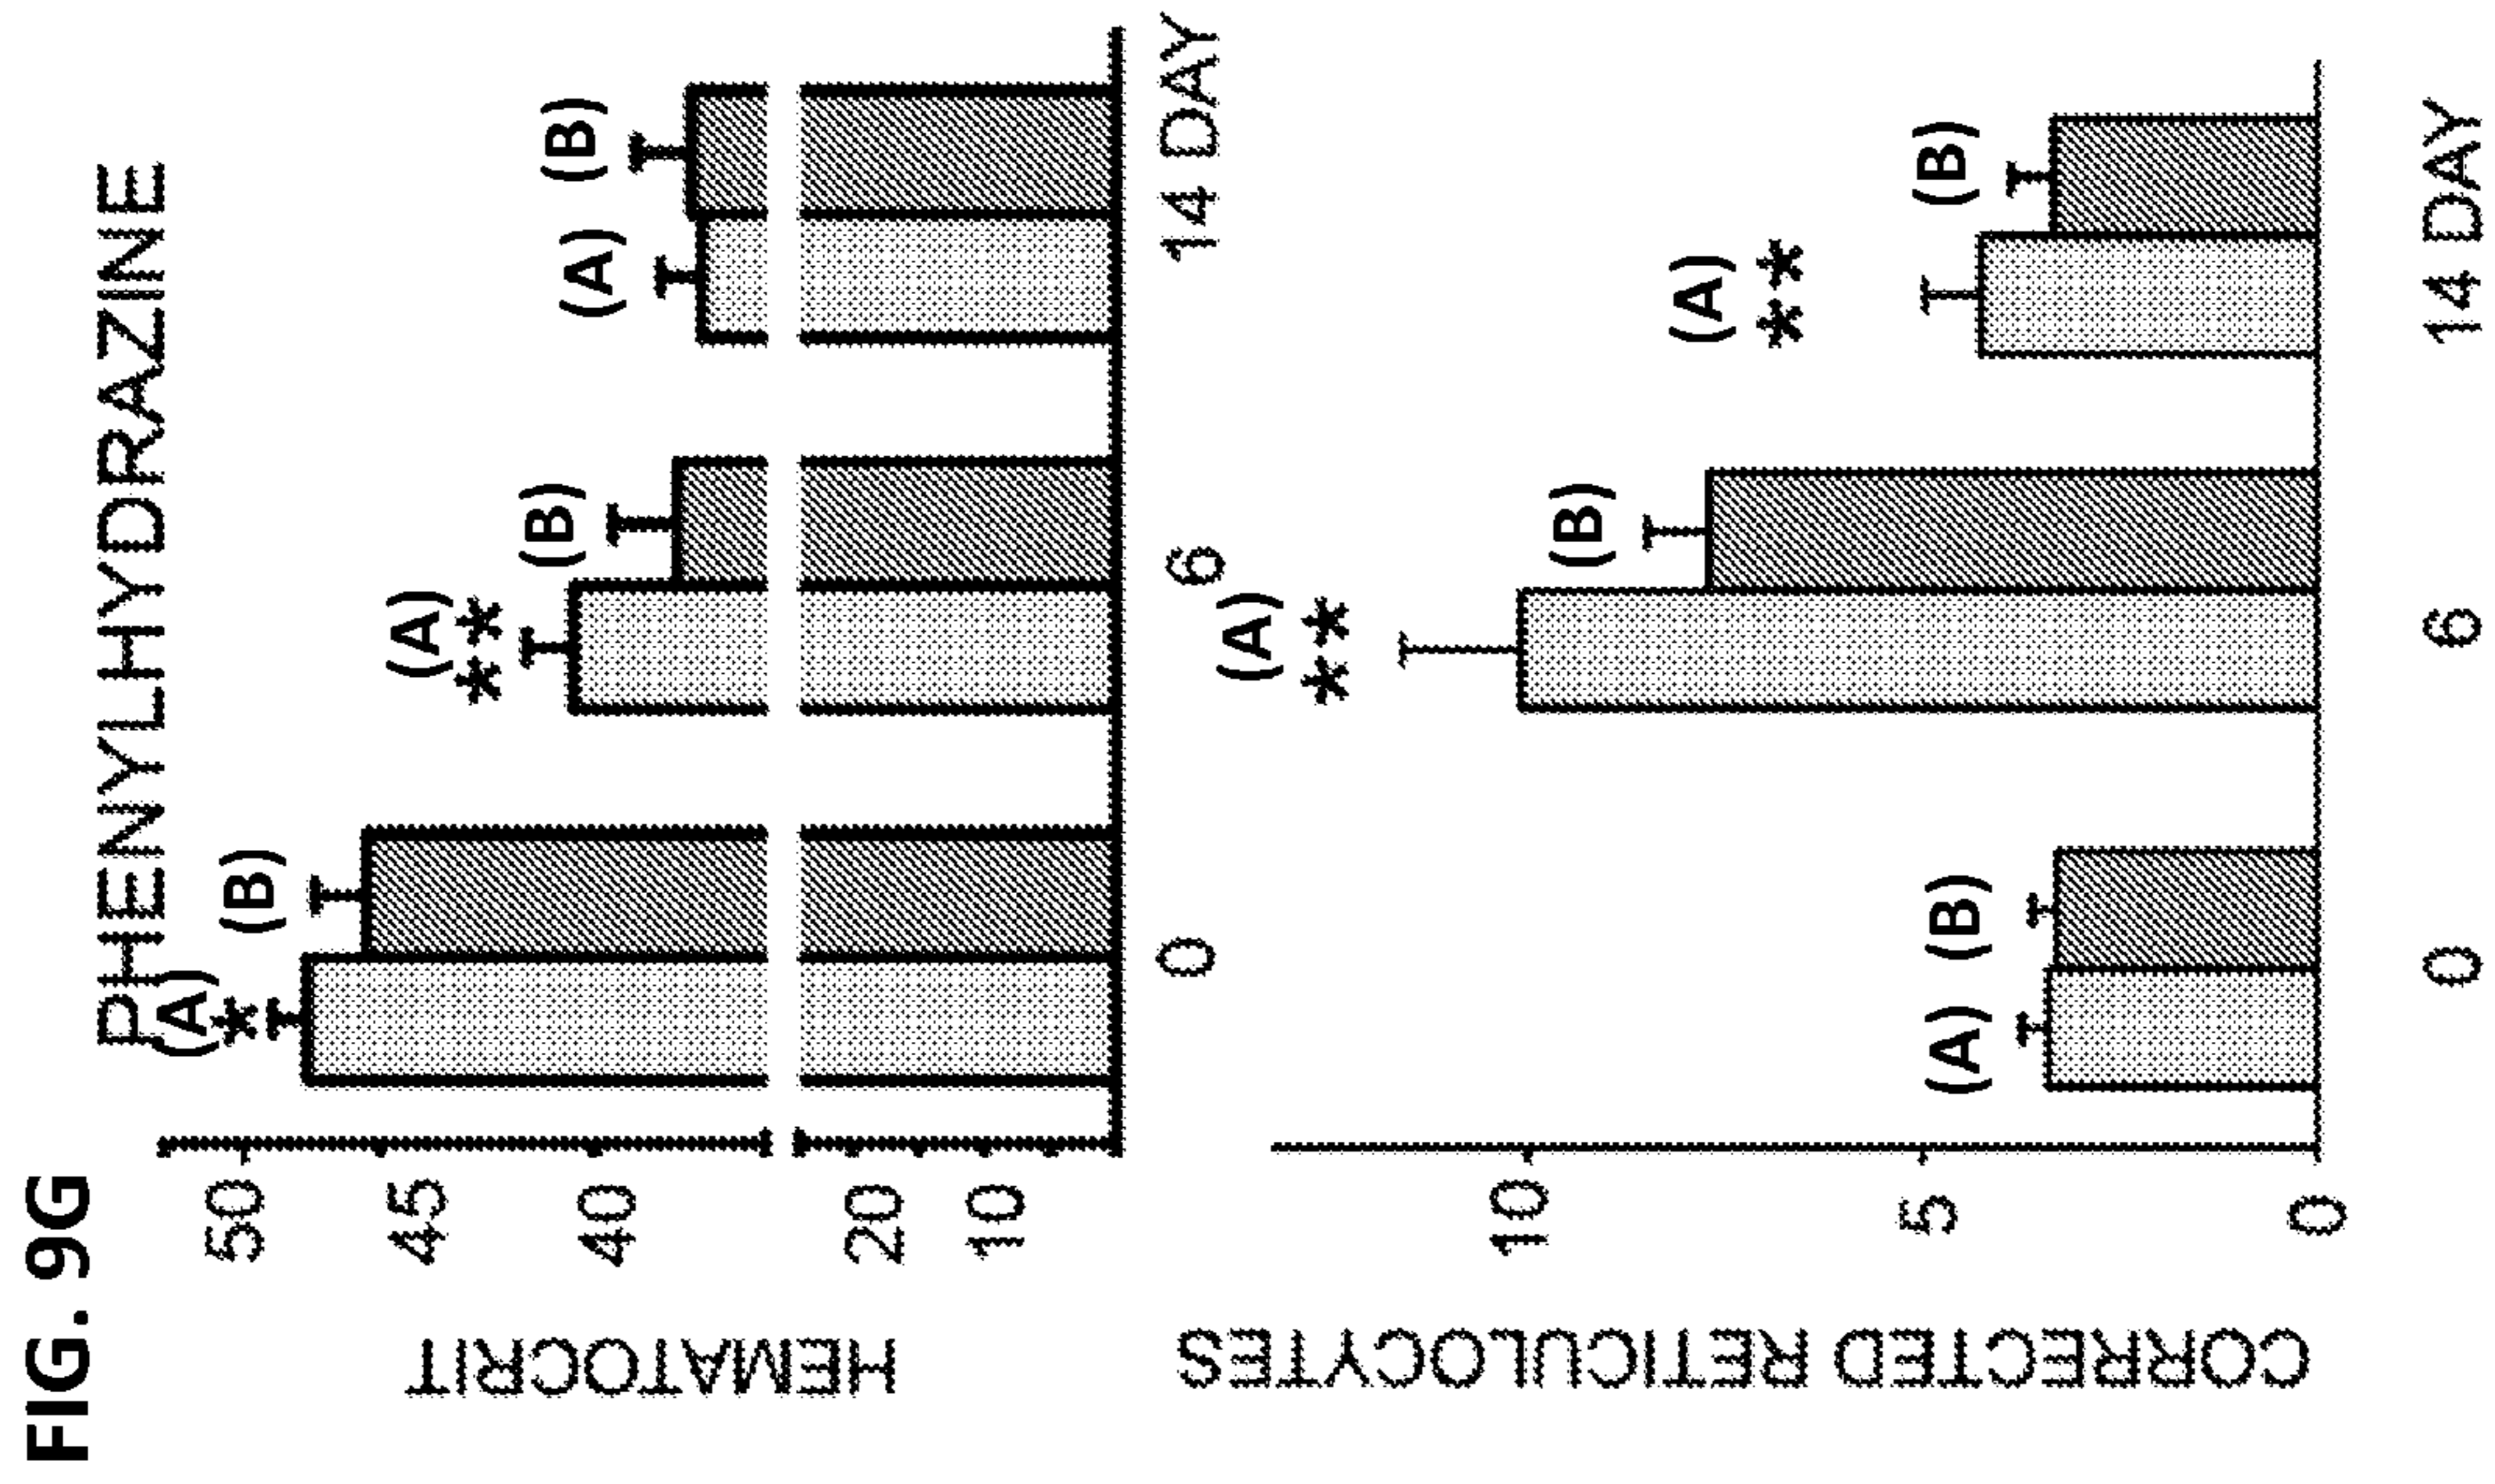 FIG. 9G
PHENYLHYDRAZINE
HEMATOCRIT
50
45
40
20
10
(A)
*
(B)
(A)
**
(B)
(A)
(B)
0
6
14 DAY
CORRECTED RETICULOCYTES
10
5
0
(A)
(B)
(A)
**
(B)
(A)
**
(B)
0
6
14 DAY